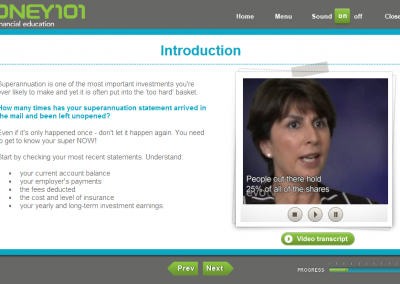 ONEY101
nancial education
Home Menu Sound on off Close
Introduction
Superannuation is one of the most important investments you're
ever likely to make and yet it is often put into the 'too hard' basket.
How many times has your superannuation statement arrived in
the mail and been left unopened?
Even if it's only happened once - don't let it happen again. You need
to get to know your super NOW!
Start by checking your most recent statements. Understand:
your current account balance
your employer's payments
the fees deducted
the cost and level of insurance
your yearly and long-term investment earnings.
People out there hold
25% of all of the shares
Video transcript
Prev Next
PROGRESS